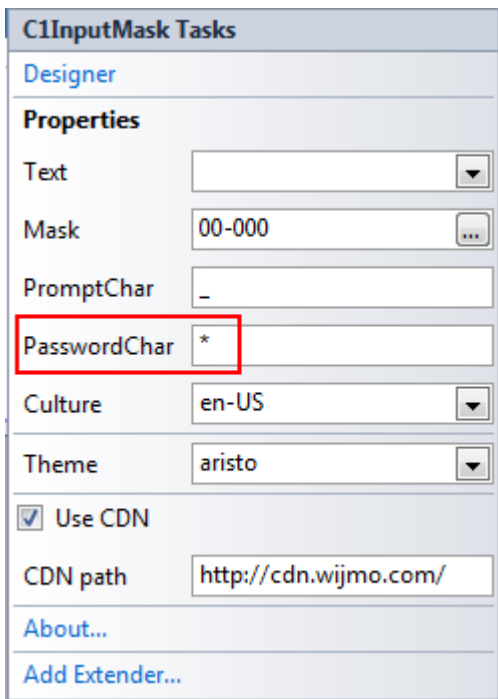 C1InputMask Tasks
Designer
Properties
Text
Mask 00-000 ...
PromptChar _
PasswordChar *
Culture en-US
Theme aristo
Use CDN
CDN path http://cdn.wijmo.com/
About...
Add Extender...